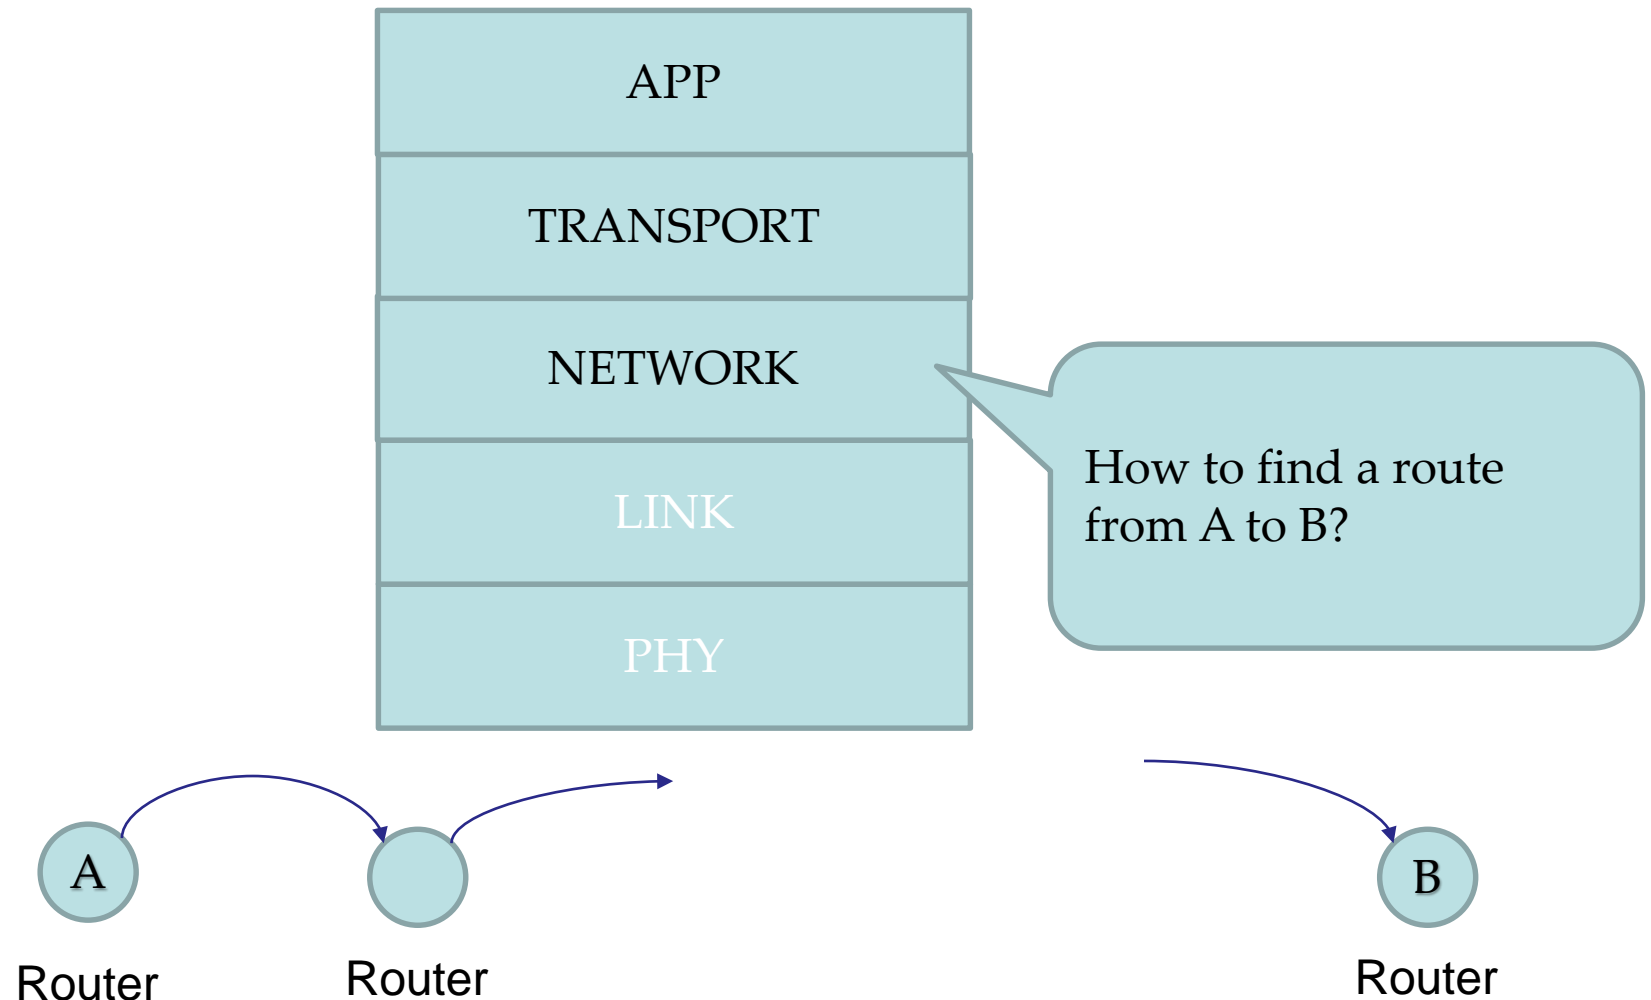 APP
TRANSPORT
NETWORK
How to find a route
from A to B?
LINK
PHY
A
B
Router
Router
Router